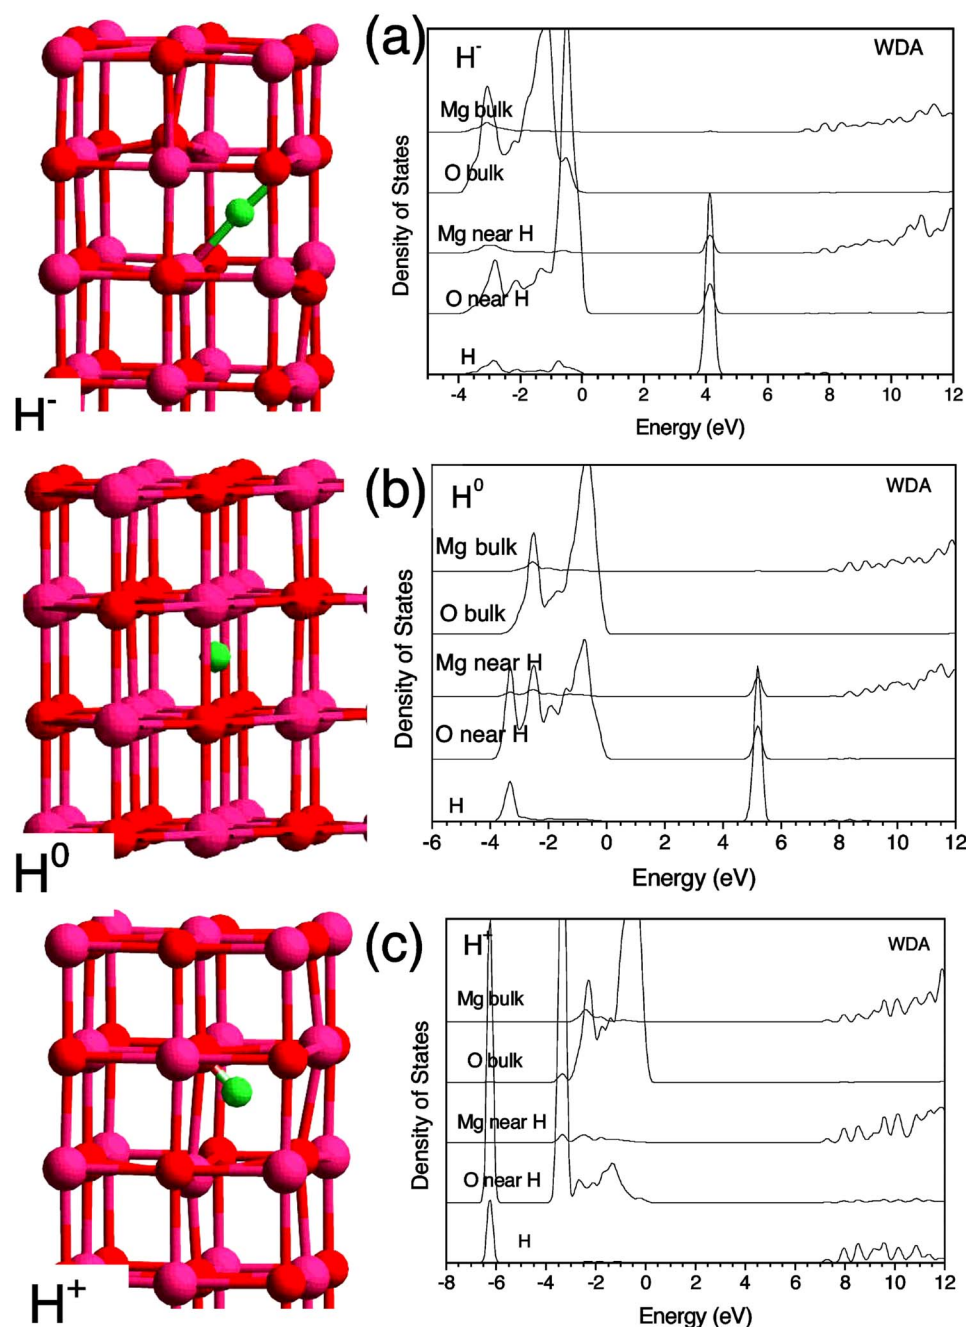 (a)
H-
WDA
Mg bulk
O bulk
Mg near H
O near H
H
Density of States
-4 -2 0 2 4 6 8 10 12
Energy (eV)
H-
(b)
H0
WDA
Mg bulk
O bulk
Mg near H
O near H
H
Density of States
-6 -4 -2 0 2 4 6 8 10 12
Energy (eV)
H0
(c)
H+
WDA
Mg bulk
O bulk
Mg near H
O near H
H
Density of States
-8 -6 -4 -2 0 2 4 6 8 10 12
Energy (eV)
H+